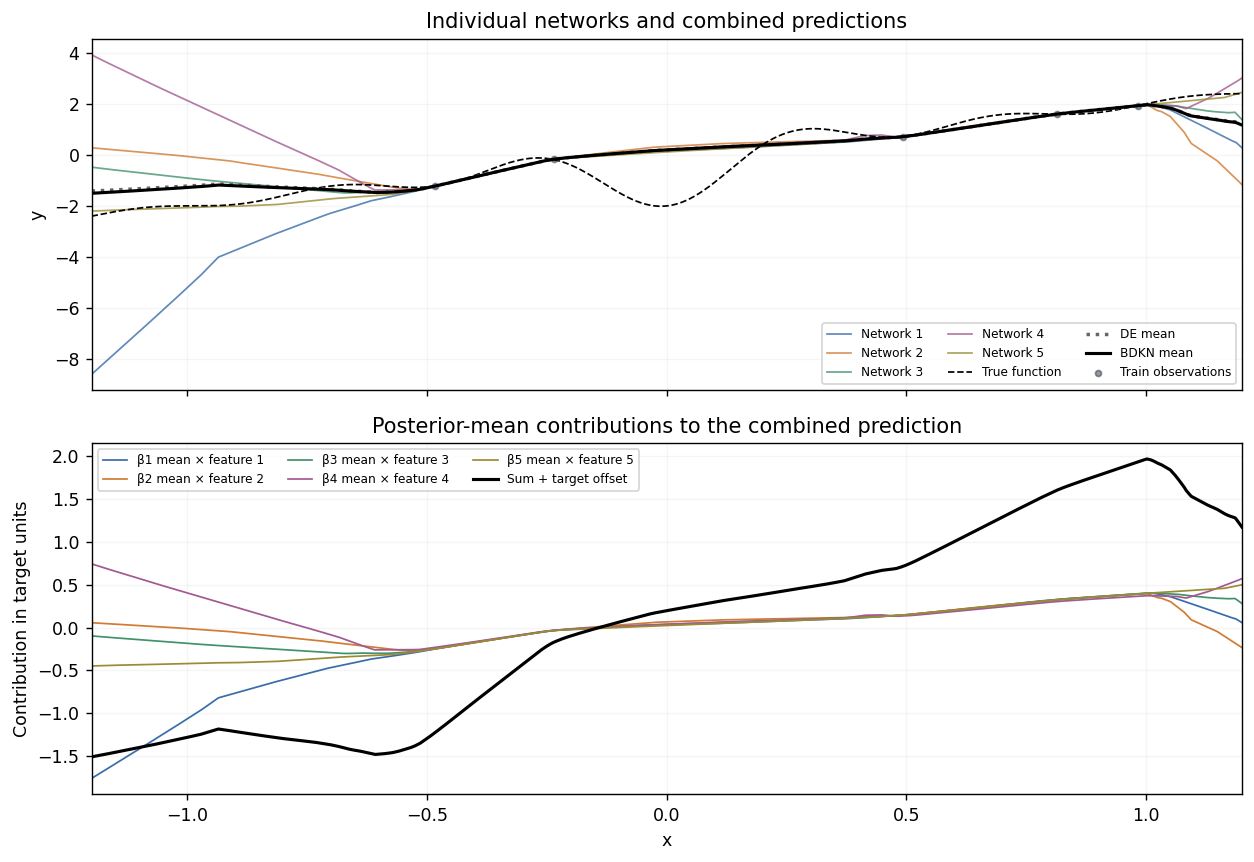 Individual networks and combined predictions
4
2
0
−2
−4
−6
−8
y
Network 1
Network 2
Network 3
Network 4
Network 5
True function
DE mean
BDKN mean
Train observations
Posterior-mean contributions to the combined prediction
2.0
1.5
1.0
0.5
0.0
−0.5
−1.0
−1.5
Contribution in target units
β1 mean × feature 1
β2 mean × feature 2
β3 mean × feature 3
β4 mean × feature 4
β5 mean × feature 5
Sum + target offset
−1.0
−0.5
0.0
0.5
1.0
x